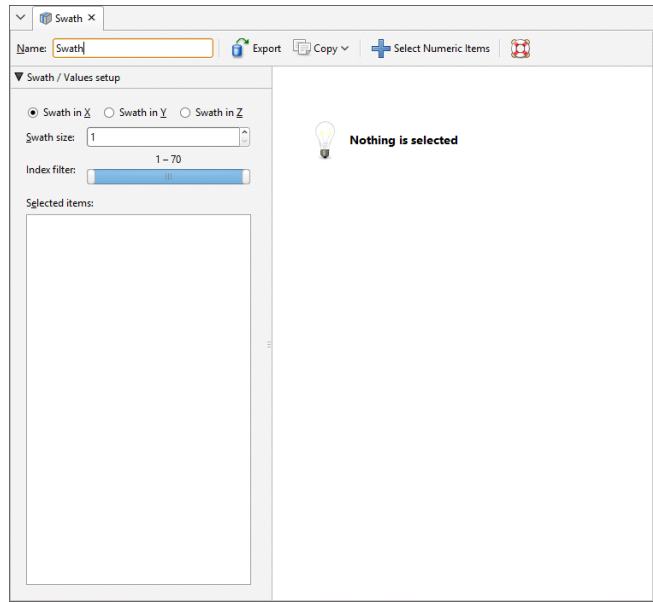 Swath ×
Name: Swath Export Copy Select Numeric Items
Swath / Values setup
Swath in X Swath in Y Swath in Z
Swath size: 1
1 – 70
Index filter:
Selected items:
Nothing is selected